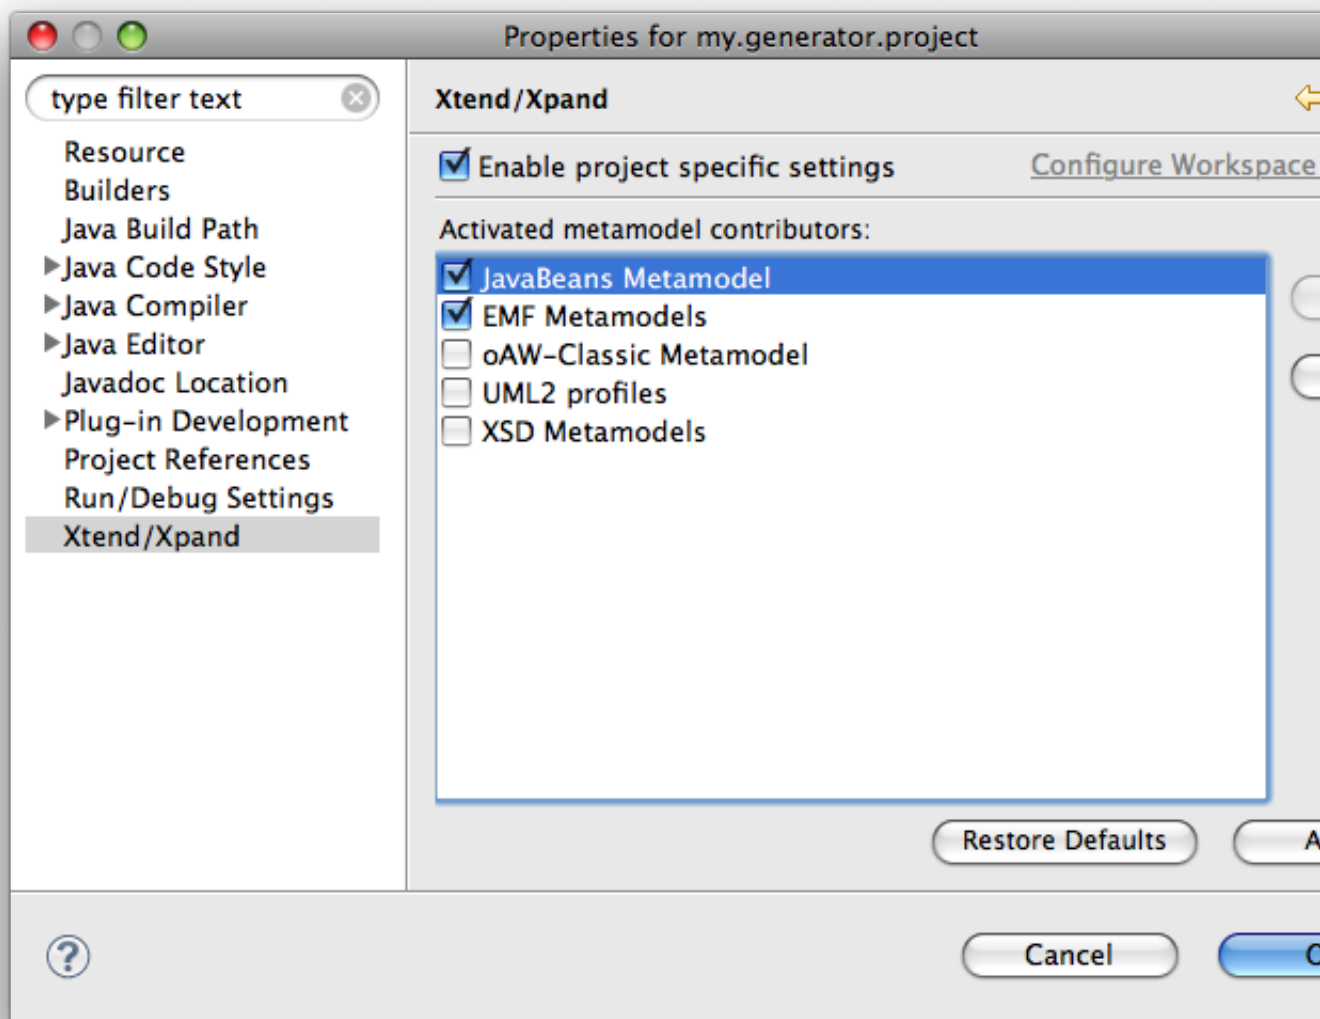 Properties for my.generator.project
type filter text
Resource
Builders
Java Build Path
Java Code Style
Java Compiler
Java Editor
Javadoc Location
Plug-in Development
Project References
Run/Debug Settings
Xtend/Xpand
Xtend/Xpand
Enable project specific settings
Configure Workspace
Activated metamodel contributors:
JavaBeans Metamodel
EMF Metamodels
oAW-Classic Metamodel
UML2 profiles
XSD Metamodels
Restore Defaults
?
Cancel